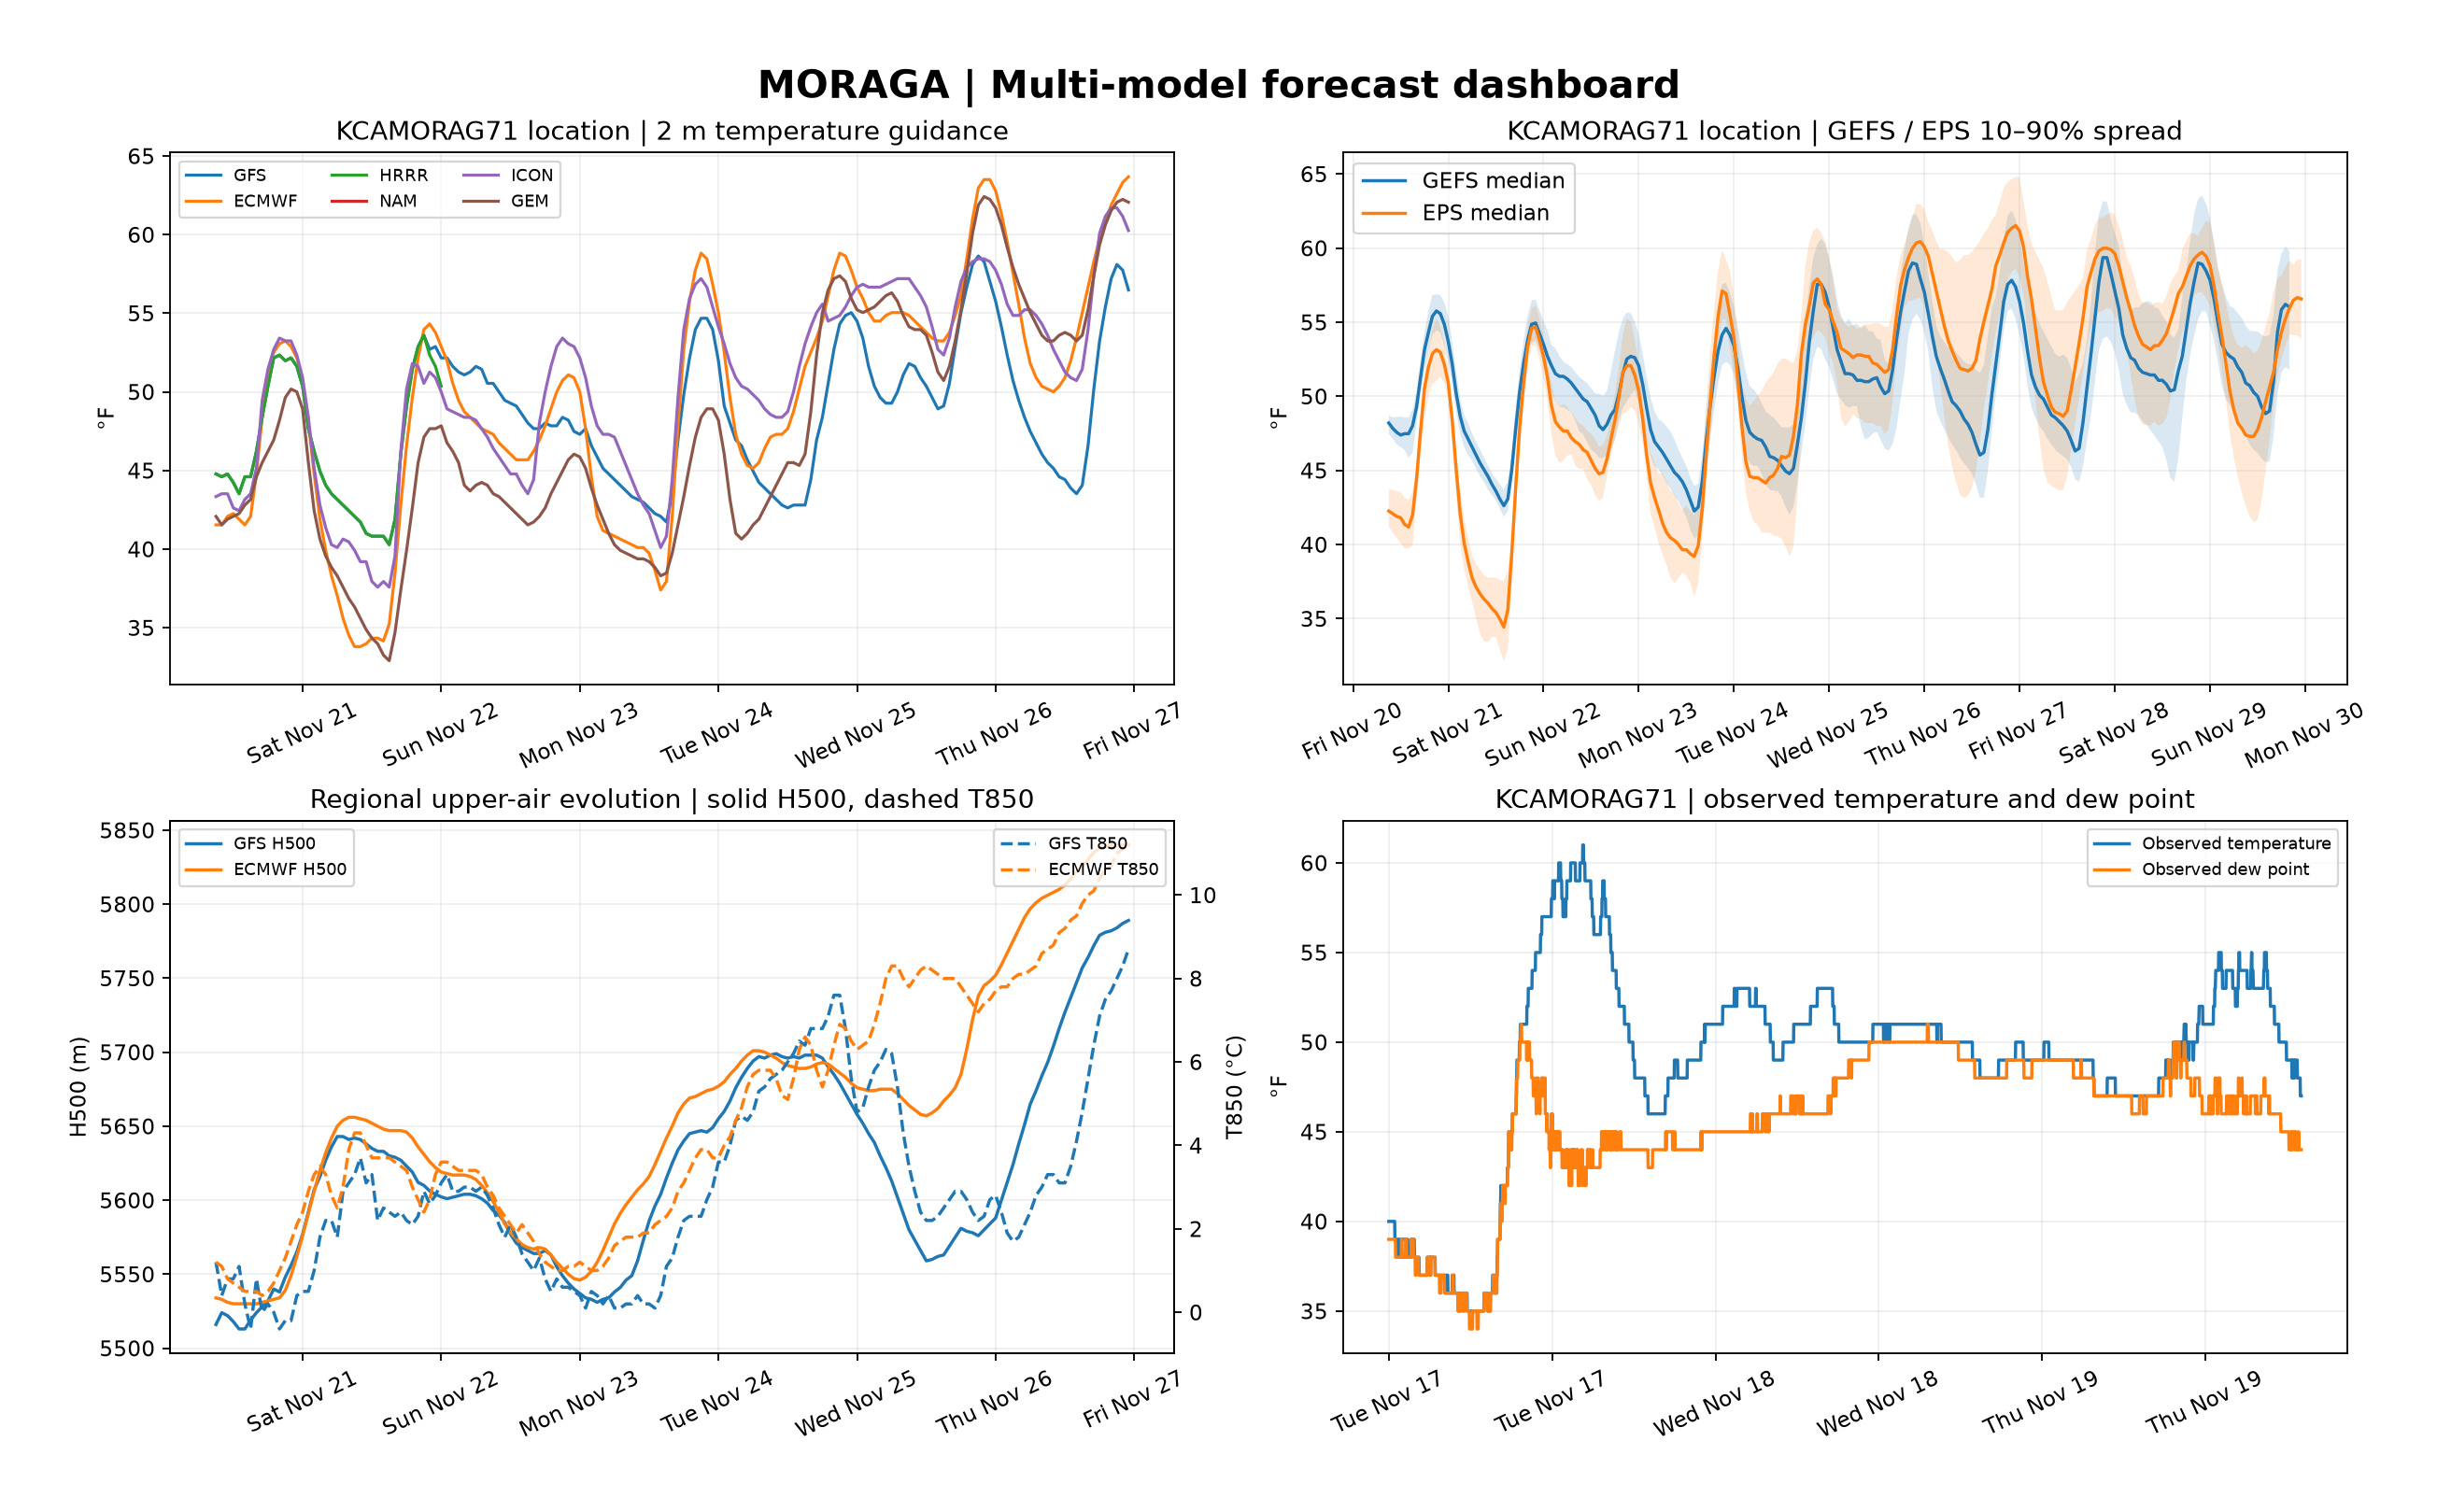 MORAGA | Multi-model forecast dashboard
KCAMORAG71 location | 2 m temperature guidance
GFS
ECMWF
HRRR
NAM
ICON
GEM
°F
65
60
55
50
45
40
35
Sat Nov 21
Sun Nov 22
Mon Nov 23
Tue Nov 24
Wed Nov 25
Thu Nov 26
Fri Nov 27
KCAMORAG71 location | GEFS / EPS 10–90% spread
GEFS median
EPS median
°F
65
60
55
50
45
40
35
Fri Nov 20
Sat Nov 21
Sun Nov 22
Mon Nov 23
Tue Nov 24
Wed Nov 25
Thu Nov 26
Fri Nov 27
Sat Nov 28
Sun Nov 29
Mon Nov 30
Regional upper-air evolution | solid H500, dashed T850
GFS H500
ECMWF H500
GFS T850
ECMWF T850
H500 (m)
5850
5800
5750
5700
5650
5600
5550
5500
T850 (°C)
10
8
6
4
2
0
Sat Nov 21
Sun Nov 22
Mon Nov 23
Tue Nov 24
Wed Nov 25
Thu Nov 26
Fri Nov 27
KCAMORAG71 | observed temperature and dew point
Observed temperature
Observed dew point
°F
60
55
50
45
40
35
Tue Nov 17
Tue Nov 17
Wed Nov 18
Wed Nov 18
Thu Nov 19
Thu Nov 19